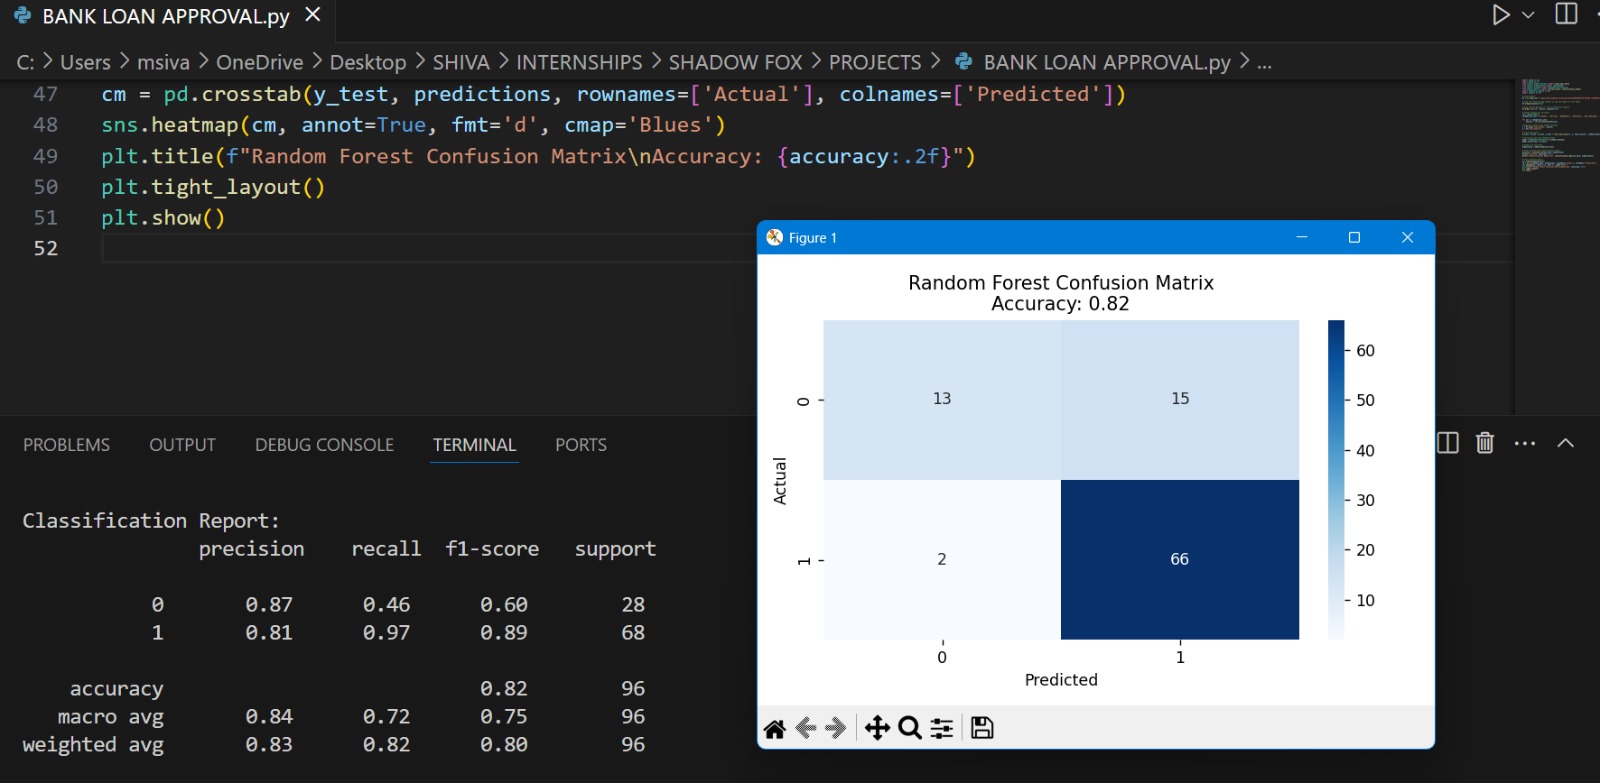 BANK LOAN APPROVAL.py
C: > Users > msiva > OneDrive > Desktop > SHIVA > INTERNSHIPS > SHADOW FOX > PROJECTS > BANK LOAN APPROVAL.py > ...
47 cm = pd.crosstab(y_test, predictions, rownames=['Actual'], colnames=['Predicted'])
48 sns.heatmap(cm, annot=True, fmt='d', cmap='Blues')
49 plt.title(f"Random Forest Confusion Matrix\nAccuracy: {accuracy:.2f}")
50 plt.tight_layout()
51 plt.show()
52
Figure 1
Random Forest Confusion Matrix
Accuracy: 0.82
13 15
2 66
0
1
Actual
0 1
Predicted
60
50
40
30
20
10
PROBLEMS OUTPUT DEBUG CONSOLE TERMINAL PORTS
Classification Report:
precision recall f1-score support
0 0.87 0.46 0.60 28
1 0.81 0.97 0.89 68
accuracy 0.82 96
macro avg 0.84 0.72 0.75 96
weighted avg 0.83 0.82 0.80 96